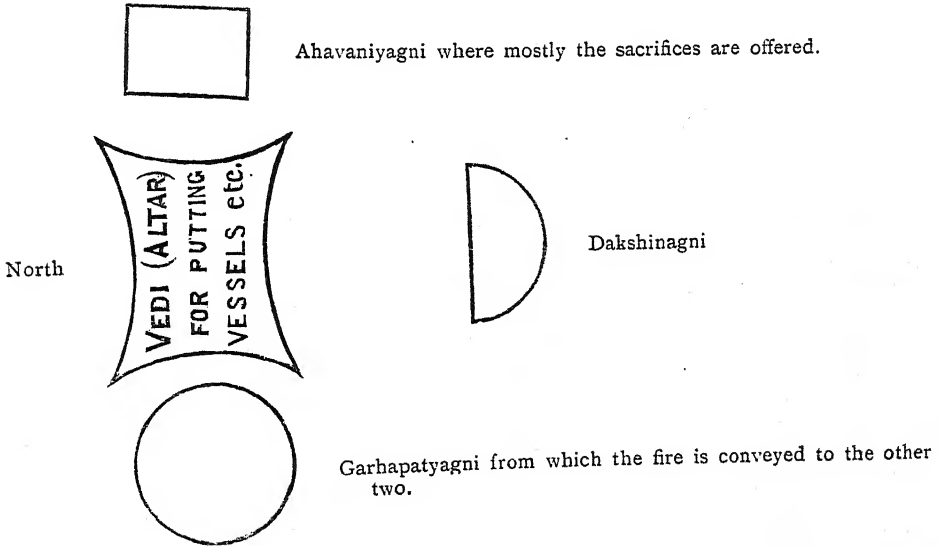 Ahavaniyagni where mostly the sacrifices are offered.
VEDI (ALTAR)
FOR PUTTING
VESSELS etc.
North
Dakshinagni
Garhapatyagni from which the fire is conveyed to the other
two.